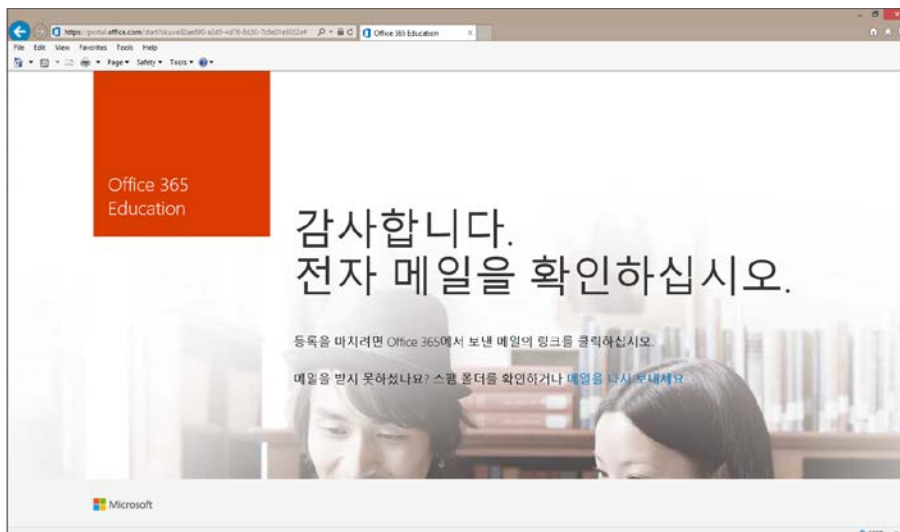 Office 365 Education
File Edit View Favorites Tools Help
Page Safety Tools
Office 365
Education
감사합니다.
전자 메일을 확인하십시오.
등록을 마치려면 Office 365에서 보낸 메일의 링크를 클릭하십시오.
메일을 받지 못하셨나요? 스팸 폴더를 확인하거나 메일을 다시 보내세요
Microsoft